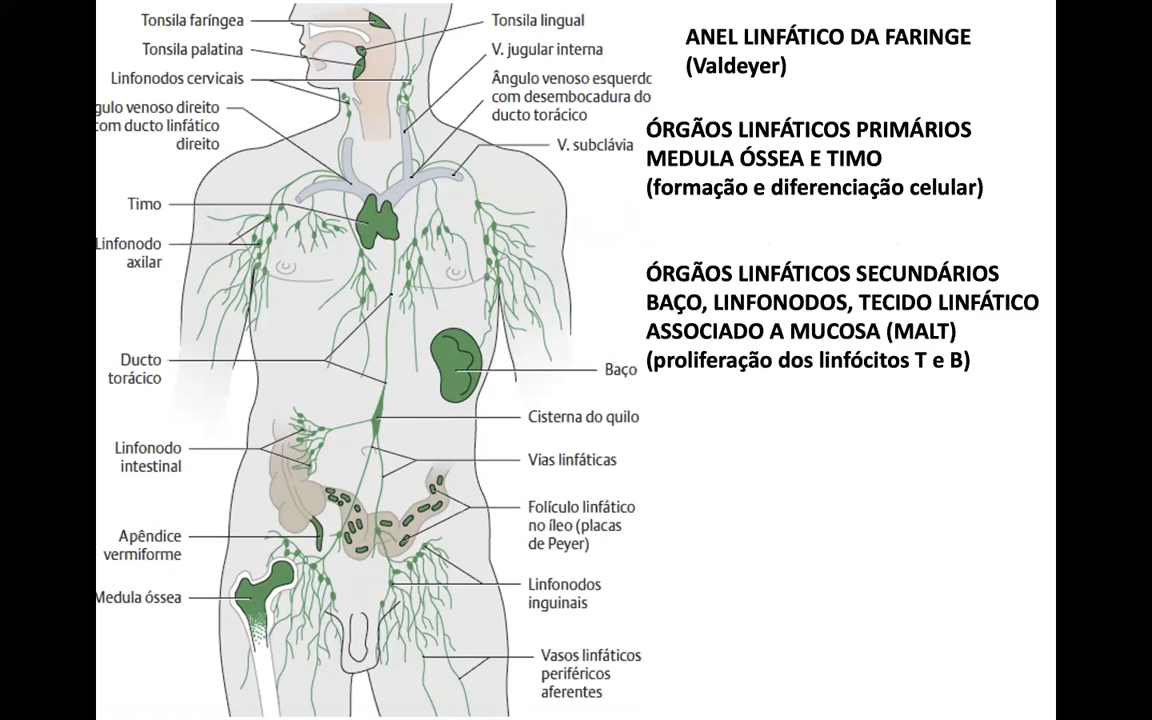 Tonsila faríngea
Tonsila palatina
Linfonodos cervicais
gulo venoso direito
com ducto linfático
direito
Timo
Linfonodo
axilar
Ducto
torácico
Linfonodo
intestinal
Apêndice
vermiforme
Medula óssea
Tonsila lingual
V. jugular interna
Ângulo venoso esquerdo
com desembocadura do
ducto torácico
V. subclávia
Baço
Cisterna do quilo
Vias linfáticas
Folículo linfático
no íleo (placas
de Peyer)
Linfonodos
inguinais
Vasos linfáticos
periféricos
aferentes
ANEL LINFÁTICO DA FARINGE
(Valdeyer)
ÓRGÃOS LINFÁTICOS PRIMÁRIOS
MEDULA ÓSSEA E TIMO
(formação e diferenciação celular)
ÓRGÃOS LINFÁTICOS SECUNDÁRIOS
BAÇO, LINFONODOS, TECIDO LINFÁTICO
ASSOCIADO A MUCOSA (MALT)
(proliferação dos linfócitos T e B)